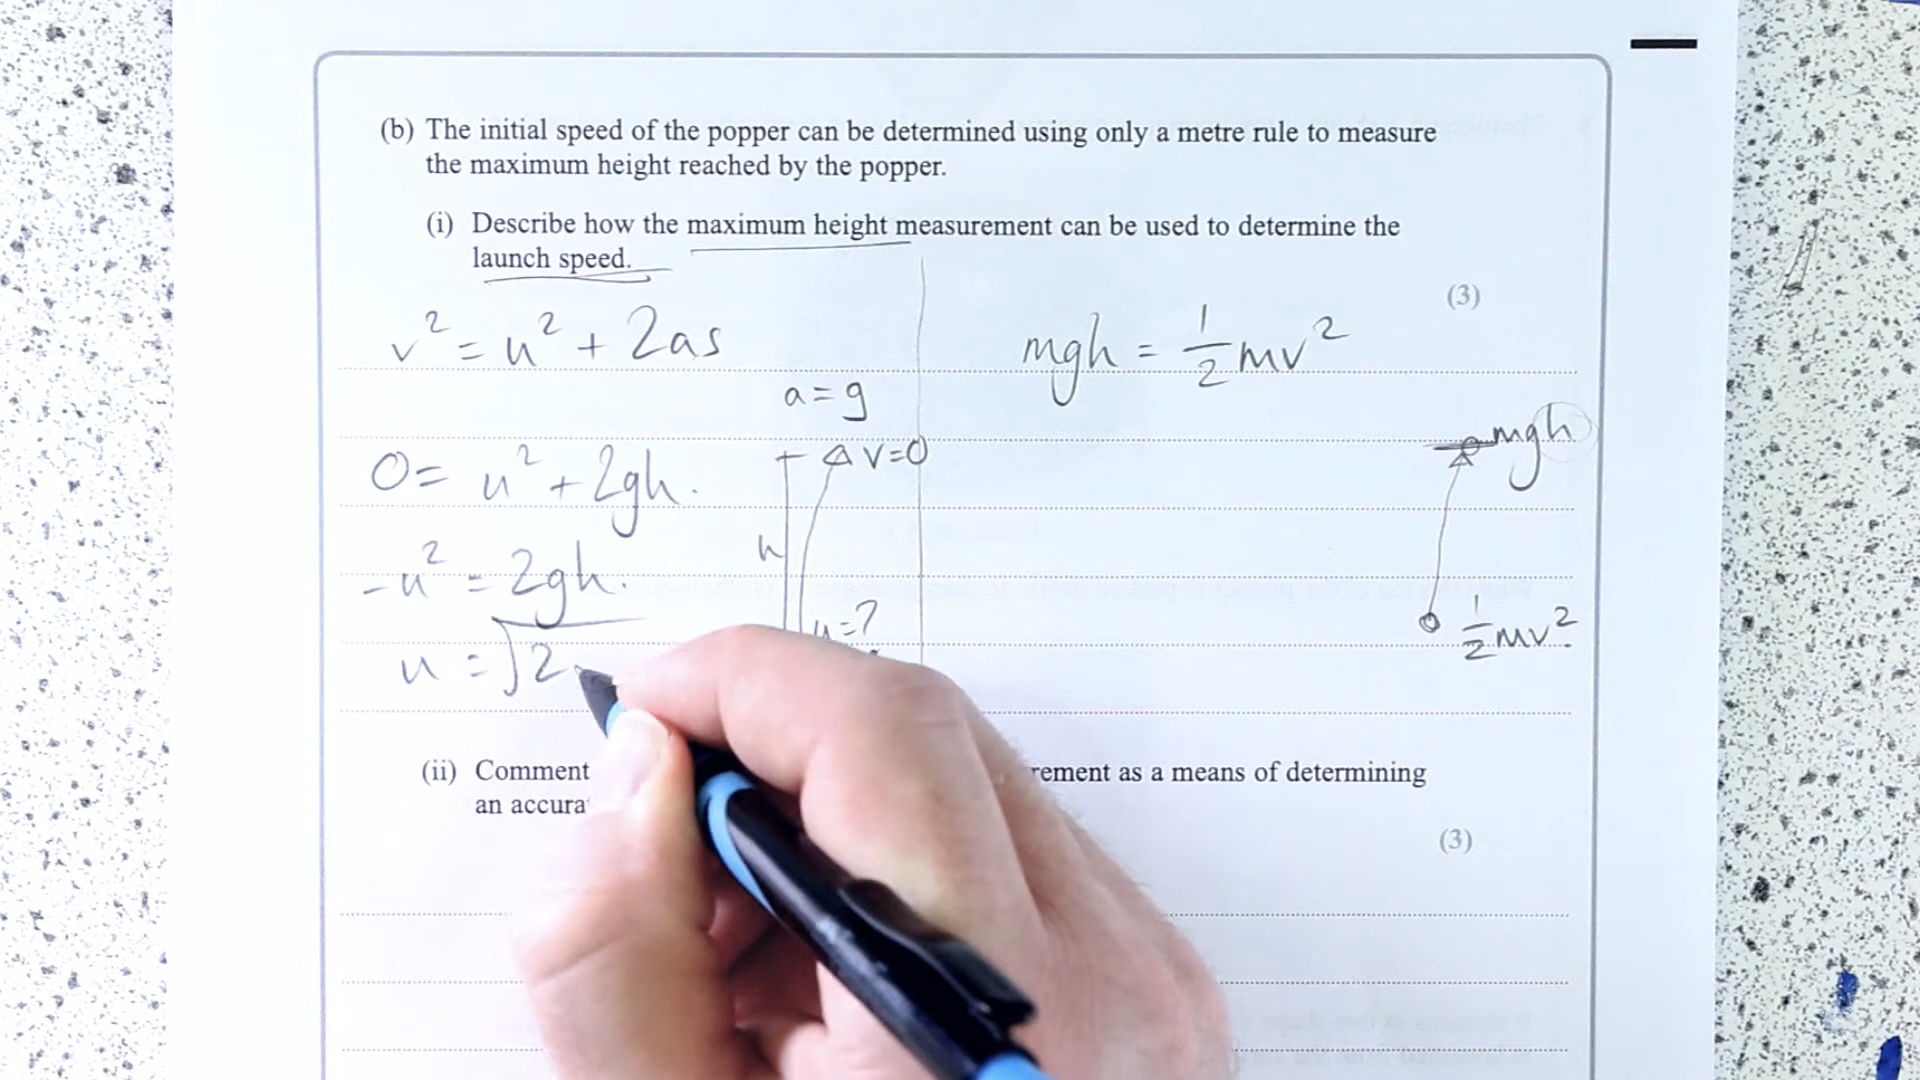 (b) The initial speed of the popper can be determined using only a metre rule to measure
the maximum height reached by the popper.
(i) Describe how the maximum height measurement can be used to determine the
launch speed.
(3)
v² = u² + 2as
a = g
0 = u² + 2gh.
v=0
h
-u² = 2gh.
u=?
u = √2
mgh = ½mv²
mgh
½mv²
(ii) Comment
rement as a means of determining
an accura
(3)